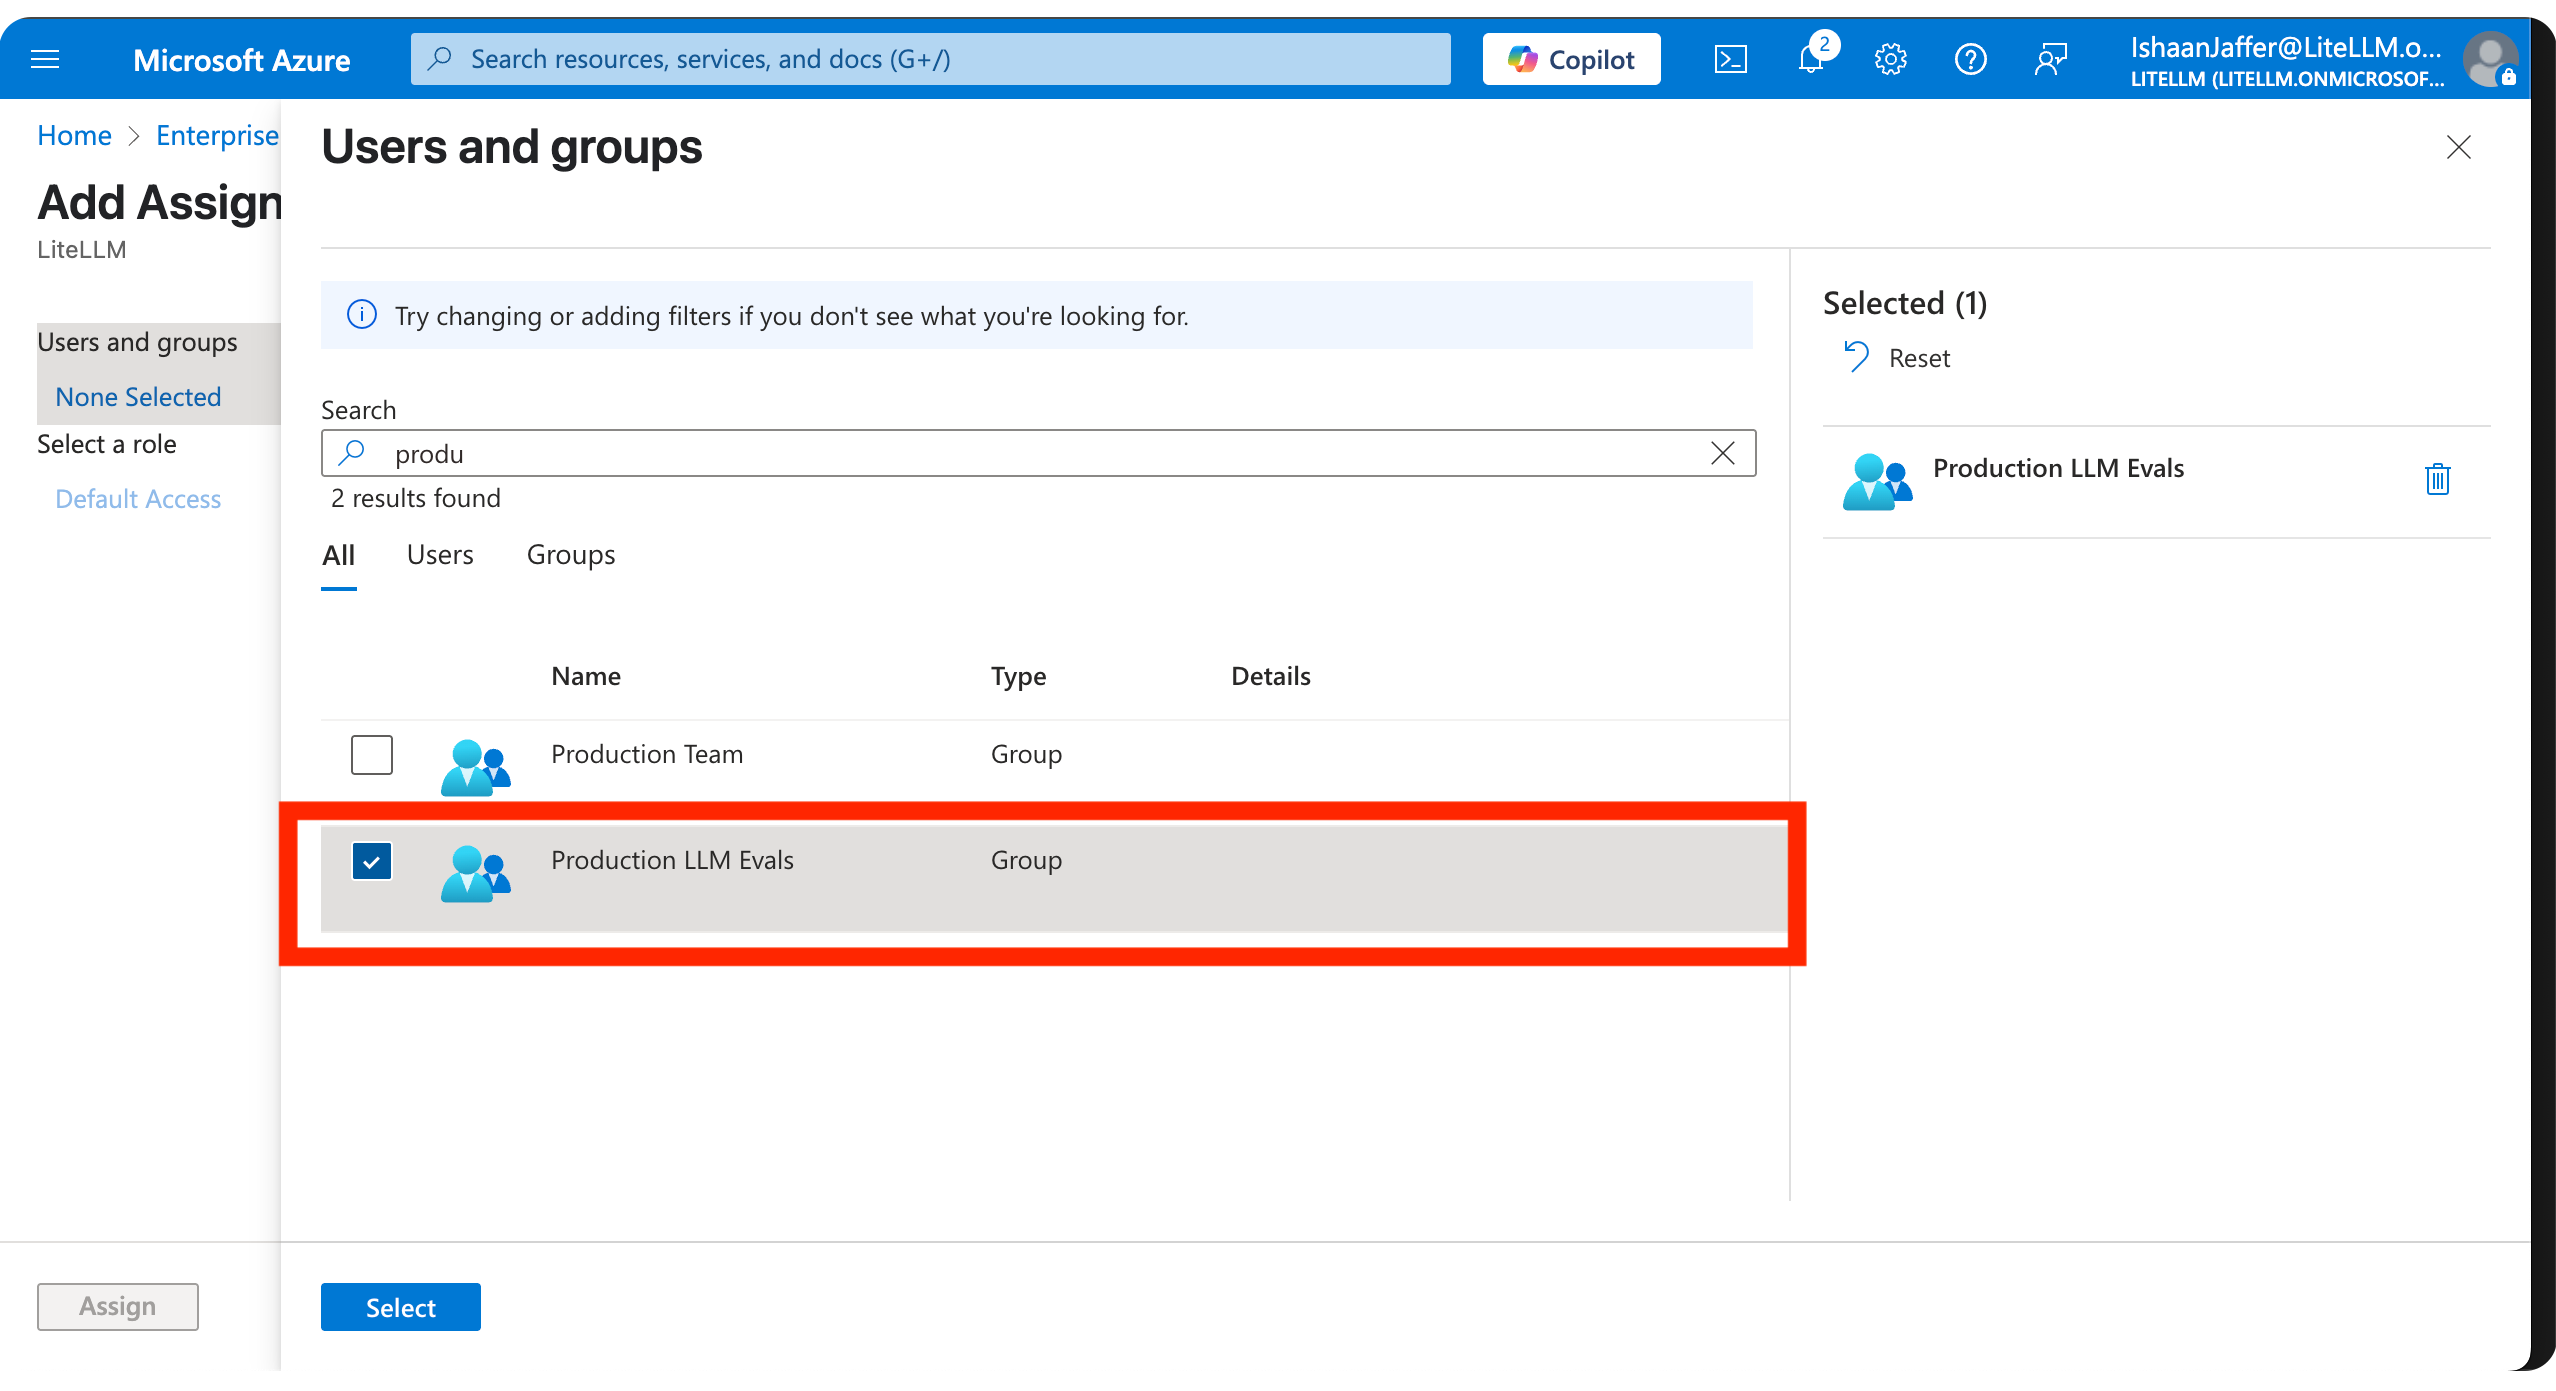 Microsoft Azure
Search resources, services, and docs (G+/)
Copilot
2
IshaanJaffer@LiteLLM.o...
LITELLM (LITELLM.ONMICROSOF...
Home > Enterprise
Add Assign
LiteLLM
Users and groups
None Selected
Select a role
Default Access
Assign
Users and groups
Try changing or adding filters if you don't see what you're looking for.
Search
produ
2 results found
All Users Groups
Name Type Details
Production Team Group
Production LLM Evals Group
Select
Selected (1)
Reset
Production LLM Evals